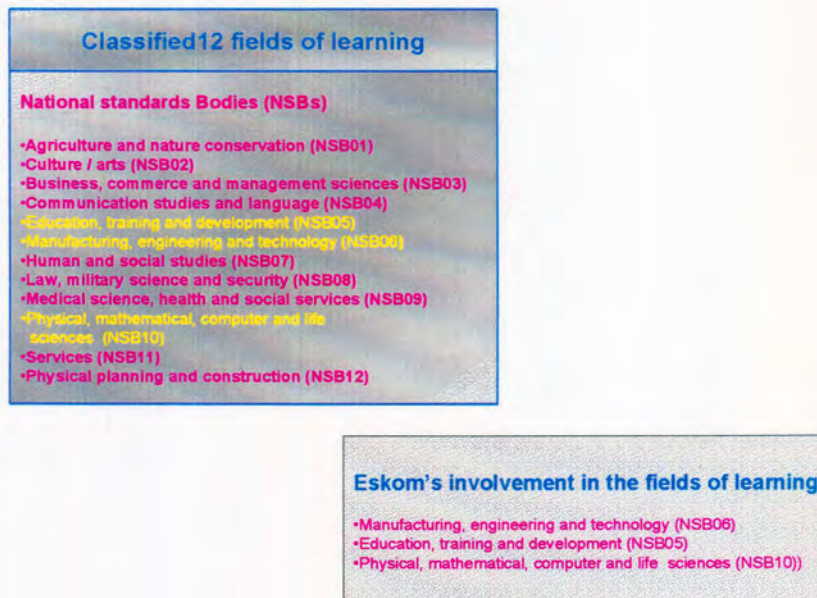 Classified12 fields of learning
National standards Bodies (NSBs)
•Agriculture and nature conservation (NSB01)
•Culture / arts (NSB02)
•Business, commerce and management sciences (NSB03)
•Communication studies and language (NSB04)
•Education, training and development (NSB05)
•Manufacturing, engineering and technology (NSB06)
•Human and social studies (NSB07)
•Law, military science and security (NSB08)
•Medical science, health and social services (NSB09)
•Physical, mathematical, computer and life
sciences (NSB10)
•Services (NSB11)
•Physical planning and construction (NSB12)
Eskom's involvement in the fields of learning
•Manufacturing, engineering and technology (NSB06)
•Education, training and development (NSB05)
•Physical, mathematical, computer and life sciences (NSB10))